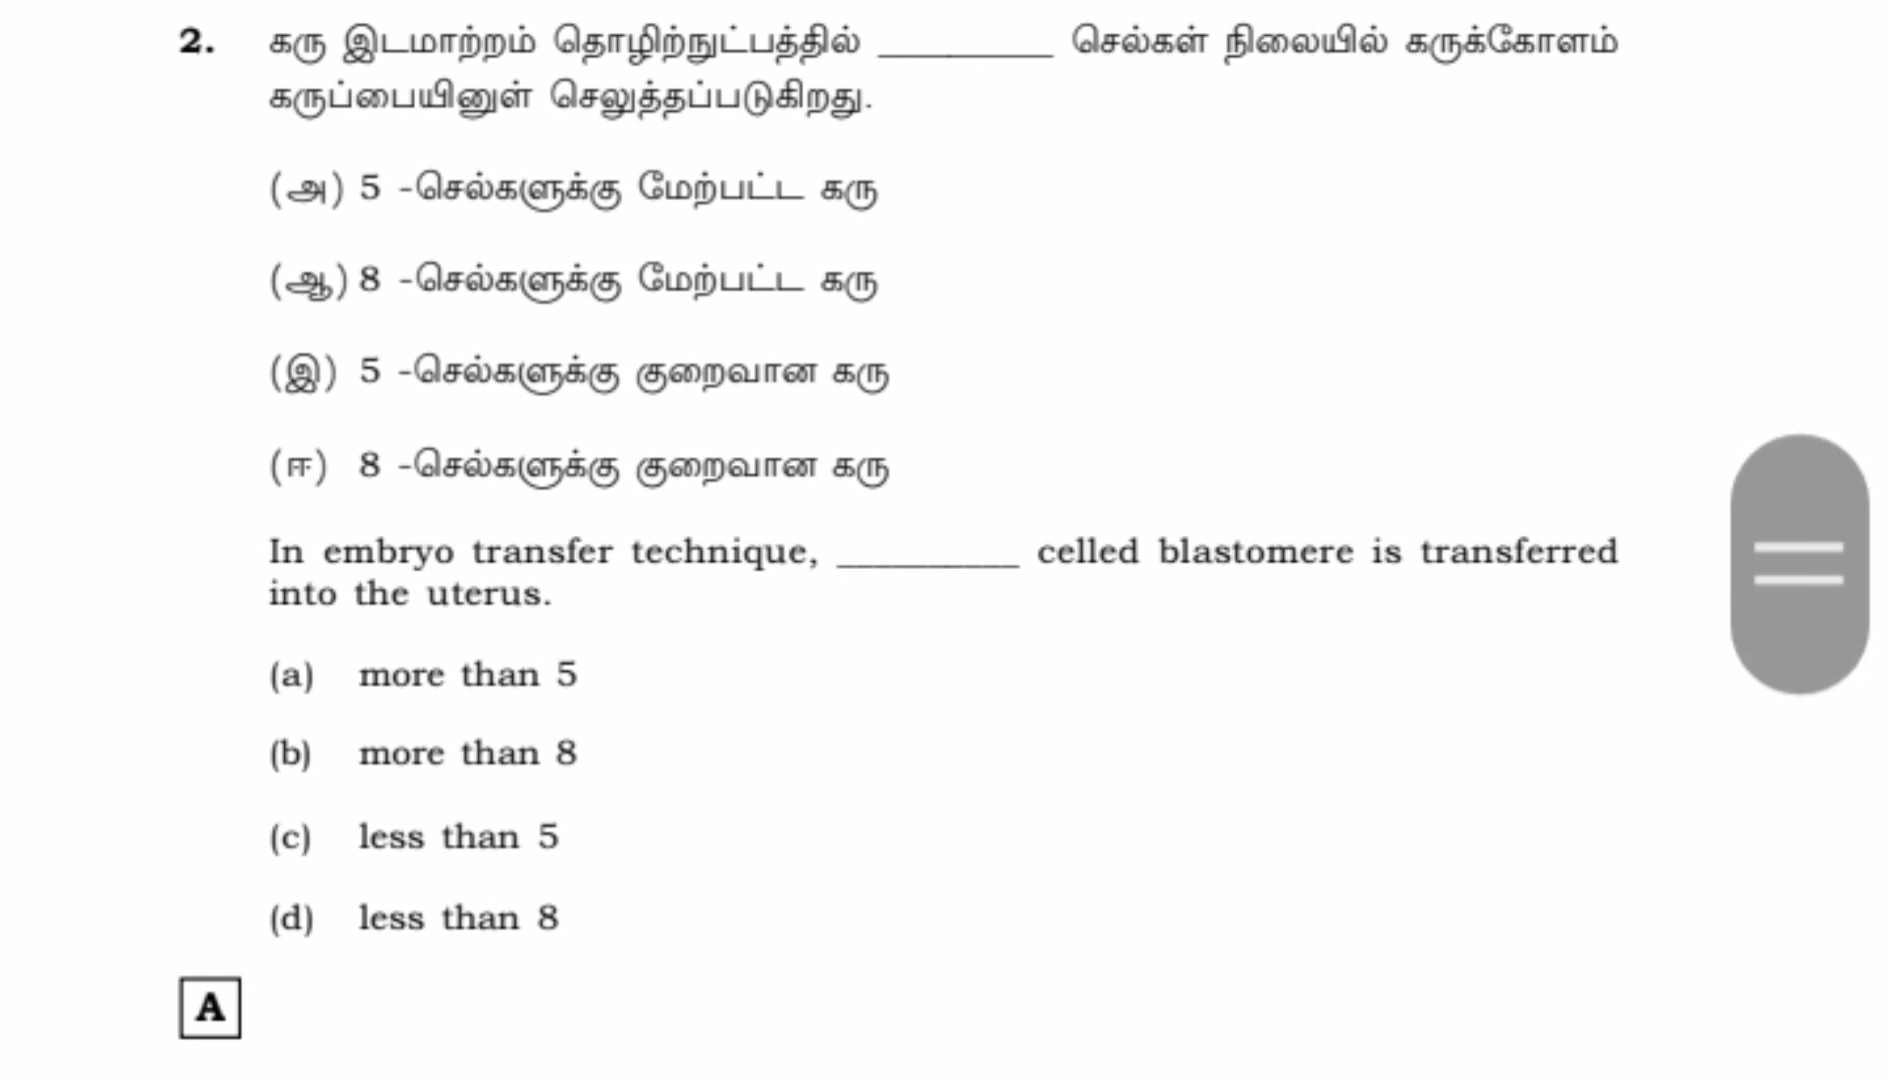 2. கரு இடமாற்றம் தொழிற்நுட்பத்தில் __________ செல்கள் நிலையில் கருக்கோளம்
கருப்பையினுள் செலுத்தப்படுகிறது.
(அ) 5 -செல்களுக்கு மேற்பட்ட கரு
(ஆ) 8 -செல்களுக்கு மேற்பட்ட கரு
(இ) 5 -செல்களுக்கு குறைவான கரு
(ஈ) 8 -செல்களுக்கு குறைவான கரு
In embryo transfer technique, __________ celled blastomere is transferred
into the uterus.
(a) more than 5
(b) more than 8
(c) less than 5
(d) less than 8
A